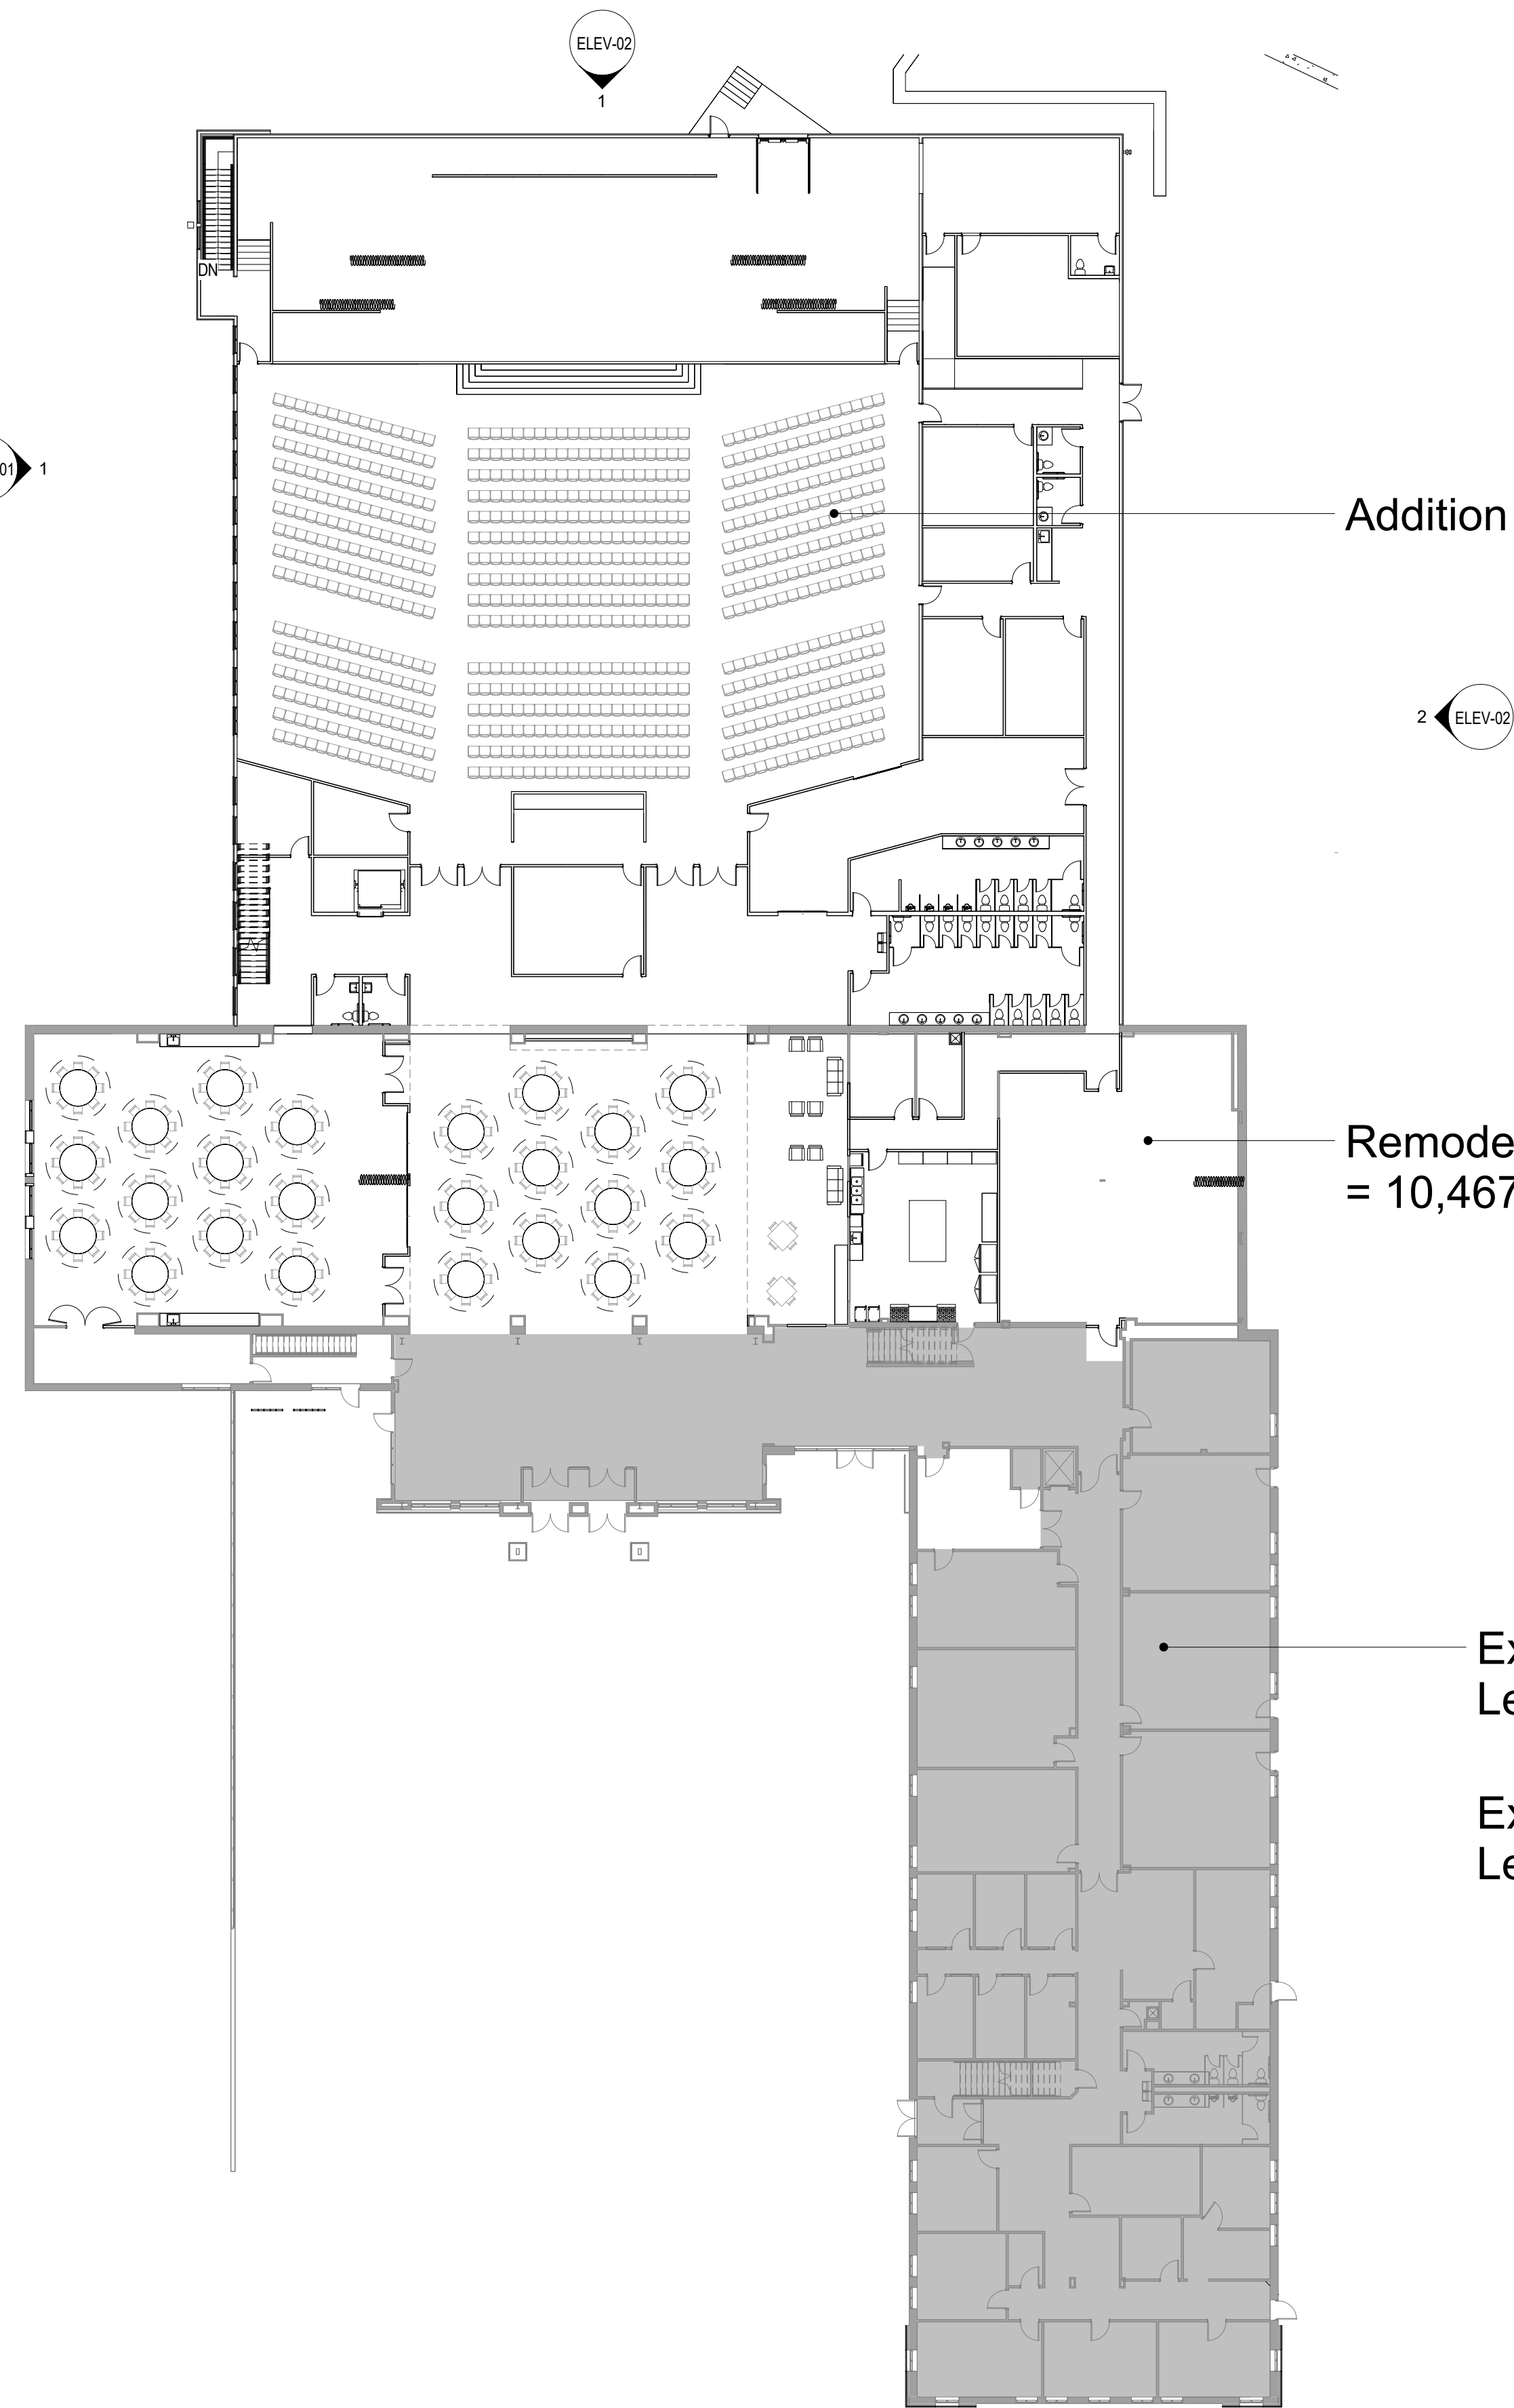 ELEV-02
1
DN
01 1
Addition
2 ELEV-02
Remode
= 10,467
Ex
Le
Ex
Le